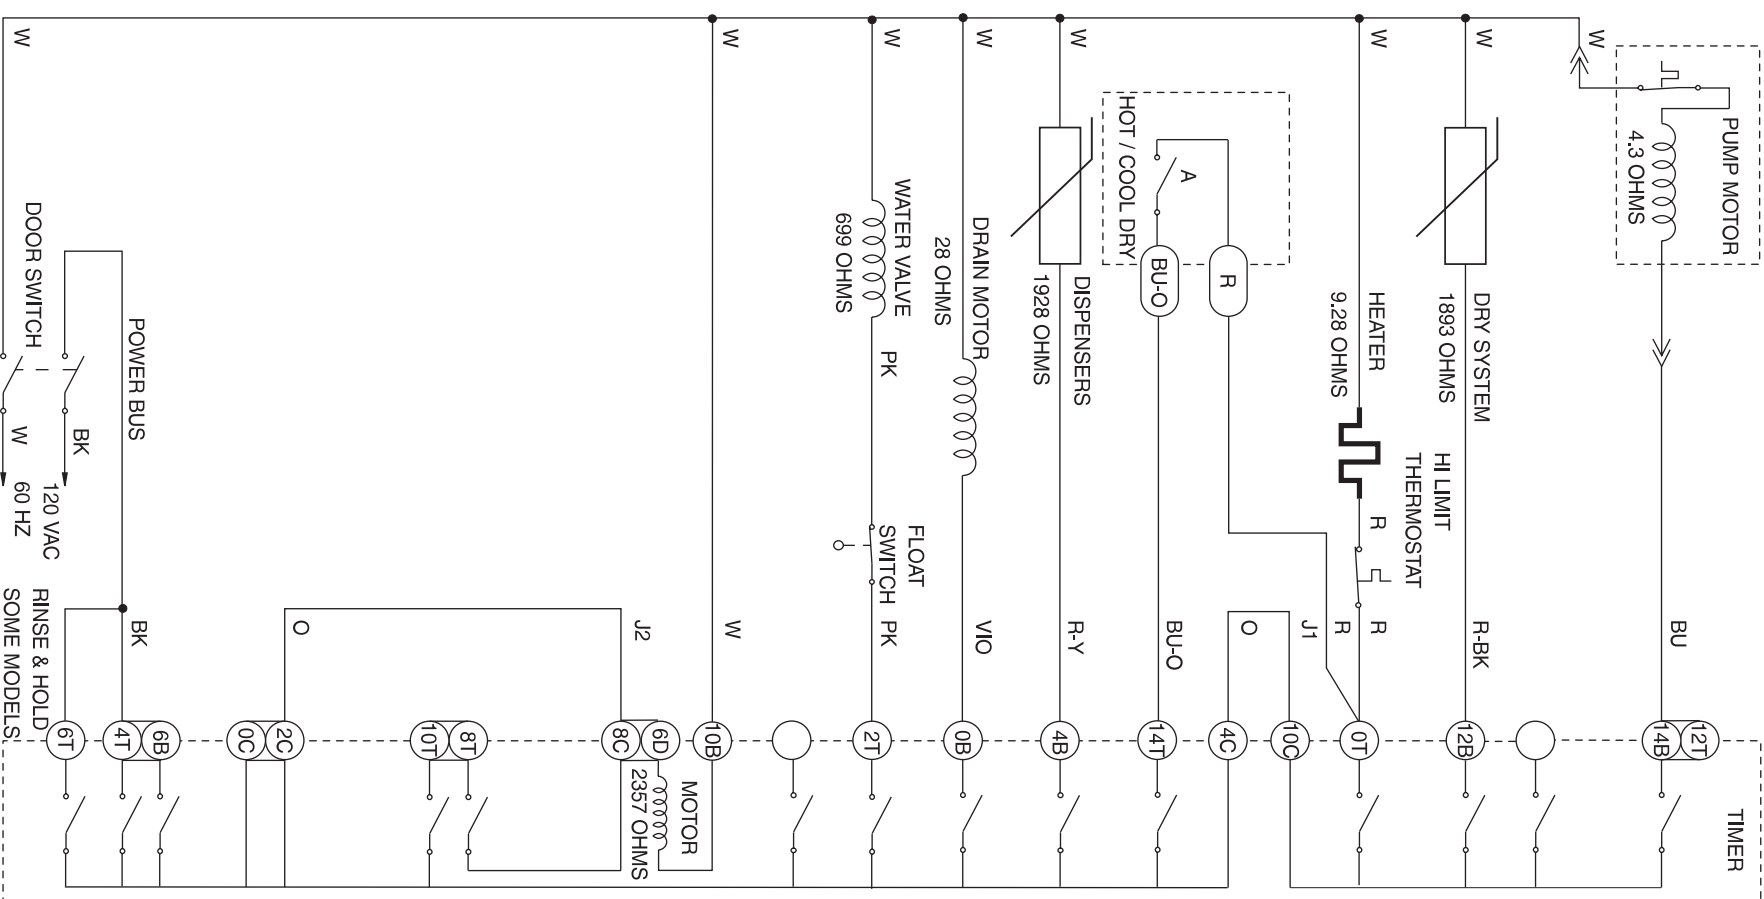 W
W
W
W
W
W
W
W
PUMP MOTOR
4.3 OHMS
HOT / COOL DRY
A
BU-O
R
DOOR SWITCH
WATER VALVE
699 OHMS
DRAIN MOTOR
28 OHMS
DISPENSERS
1928 OHMS
HEATER
9.28 OHMS
DRY SYSTEM
1893 OHMS
POWER BUS
PK
HI LIMIT
THERMOSTAT
W
BK
120 VAC
60 HZ
FLOAT
SWITCH
R
RINSE & HOLD
SOME MODELS
BK
O
J2
W
PK
VIO
R-Y
BU-O
O
J1
R
R
R-BK
BU
6T
4T
6B
0C
2C
10T
8T
8C
6D
10B
2T
0B
4B
14T
4C
10C
0T
12B
14B
12T
MOTOR
2357 OHMS
TIMER